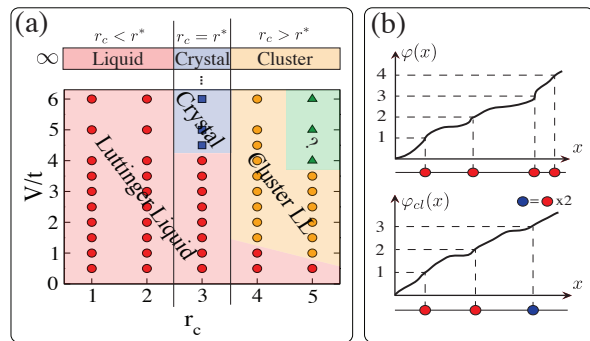 (a)
r_c < r* r_c = r* r_c > r*
∞ Liquid Crystal Cluster
...
6
5
4
3
2
1
0
V/t
Luttinger Liquid
Crystal
Cluster LL
?
1 2 3 4 5
r_c
(b)
φ(x)
4
3
2
1
x
φ_cl(x)
= x2
3
2
1
x